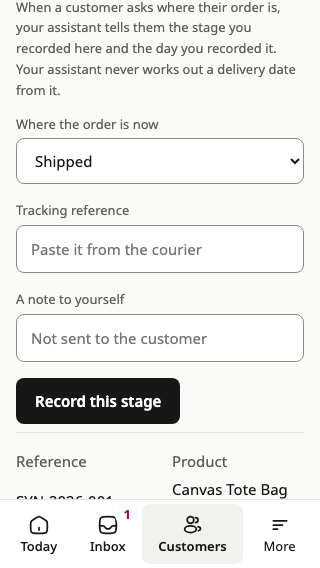 When a customer asks where their order is,
your assistant tells them the stage you
recorded here and the day you recorded it.
Your assistant never works out a delivery date
from it.
Where the order is now
Shipped
Tracking reference
Paste it from the courier
A note to yourself
Not sent to the customer
Record this stage
Reference Product
Canvas Tote Bag
1
Today Inbox Customers More